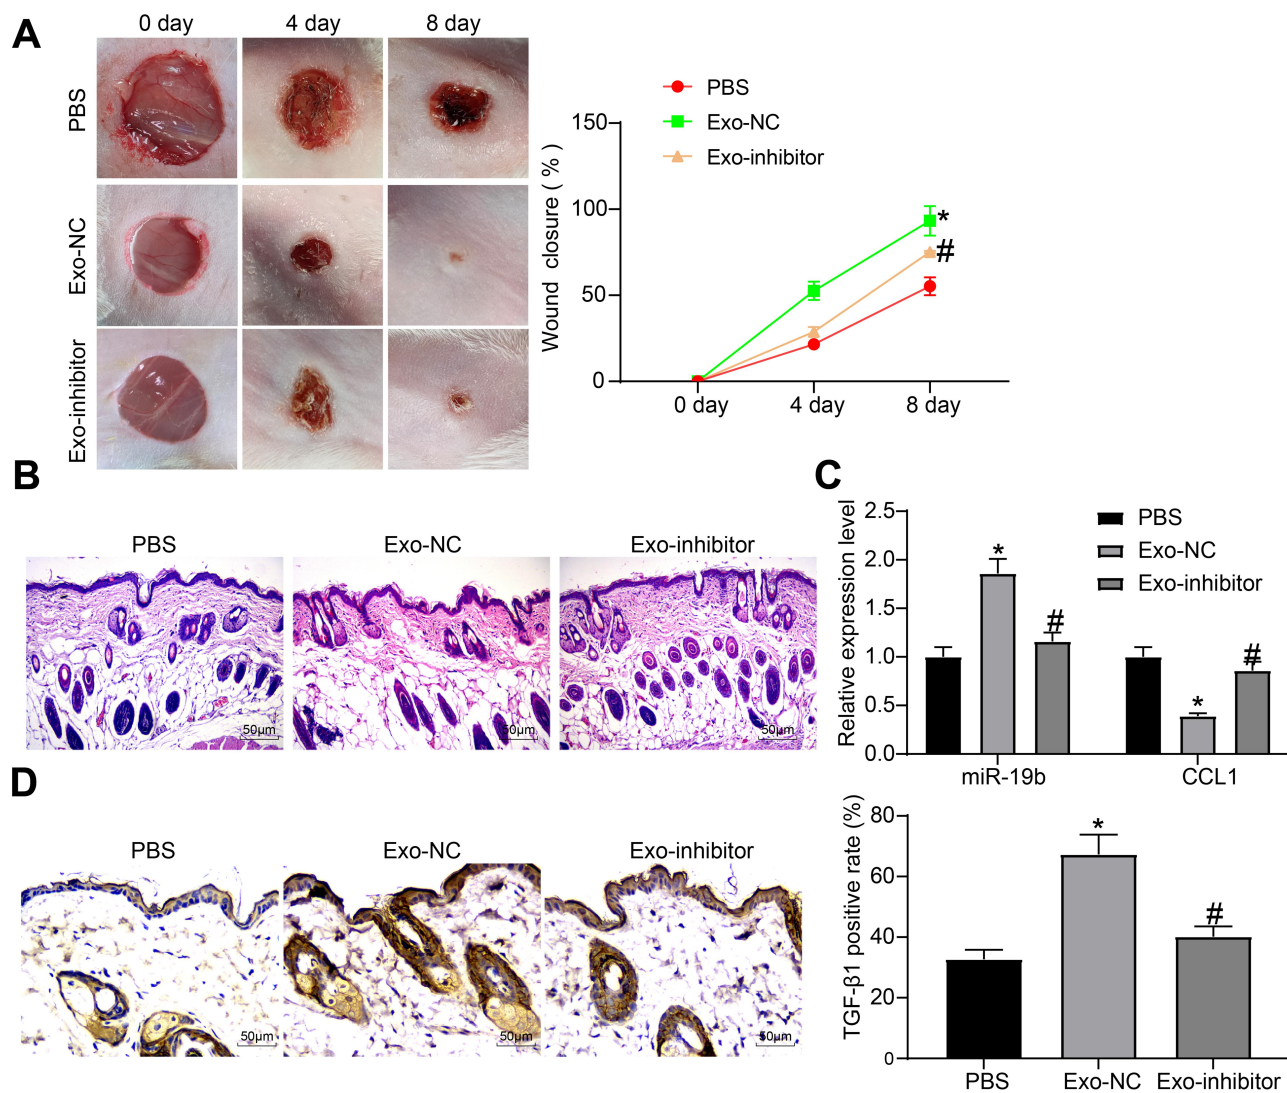 A
0 day
4 day
8 day
PBS
Exo-NC
Exo-inhibitor
PBS
Exo-NC
Exo-inhibitor
Wound closure ( % )
150
100
50
0
*
#
0 day
4 day
8 day
B
PBS
Exo-NC
Exo-inhibitor
50μm
50μm
50μm
C
Relative expression level
2.5
2.0
1.5
1.0
0.5
0.0
PBS
Exo-NC
Exo-inhibitor
*
#
*
#
miR-19b
CCL1
D
PBS
Exo-NC
Exo-inhibitor
50μm
50μm
50μm
TGF-β1 positive rate (%)
80
60
40
20
0
*
#
PBS
Exo-NC
Exo-inhibitor